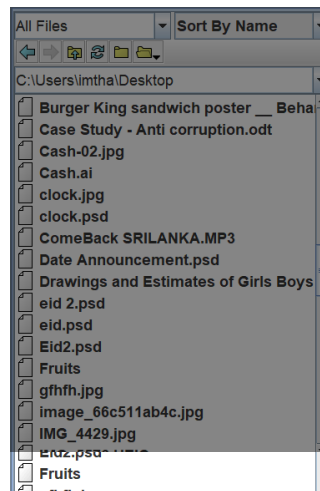 All Files
Sort By Name
C:\Users\imtha\Desktop
Burger King sandwich poster __ Beha
Case Study - Anti corruption.odt
Cash-02.jpg
Cash.ai
clock.jpg
clock.psd
ComeBack SRILANKA.MP3
Date Announcement.psd
Drawings and Estimates of Girls Boys
eid 2.psd
eid.psd
Eid2.psd
Fruits
gfhfh.jpg
image_66c511ab4c.jpg
IMG_4429.jpg
Fruits